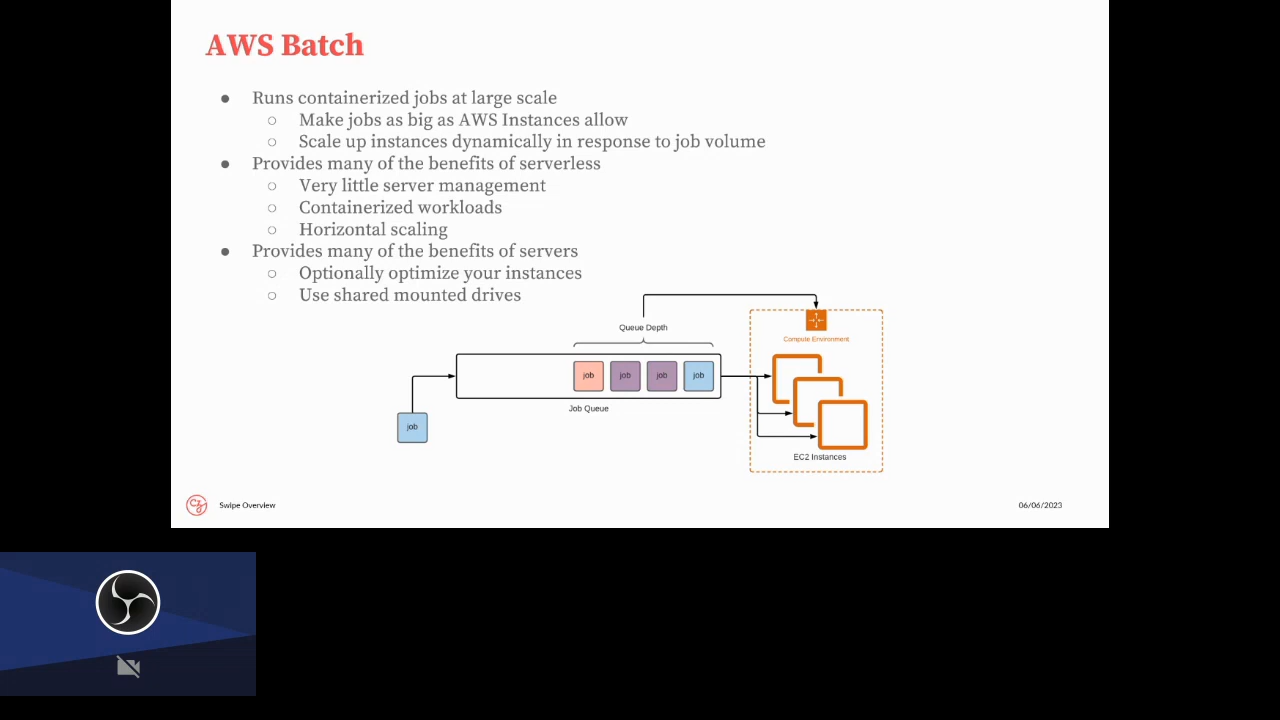 AWS Batch
● Runs containerized jobs at large scale
○ Make jobs as big as AWS Instances allow
○ Scale up instances dynamically in response to job volume
● Provides many of the benefits of serverless
○ Very little server management
○ Containerized workloads
○ Horizontal scaling
● Provides many of the benefits of servers
○ Optionally optimize your instances
○ Use shared mounted drives
Queue Depth
Compute Environment
job job job job
Job Queue
job
EC2 Instances
CZI
Swipe Overview
06/06/2023